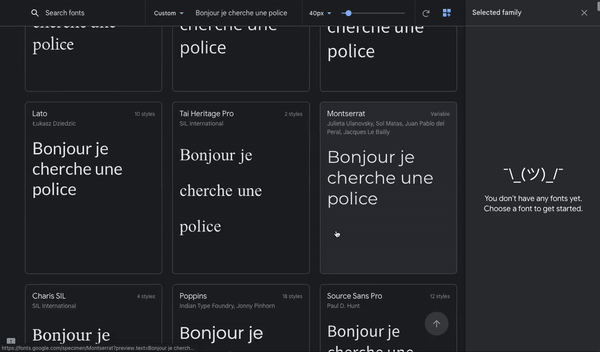 Search fonts
Custom
Bonjour je cherche une police
40px
Selected family
cherche une
police
cherche une
police
cherche une
police
Lato
10 styles
Łukasz Dziedzic
Bonjour je
cherche une
police
Tai Heritage Pro
2 styles
SIL International
Bonjour je
cherche une
police
Montserrat
Variable
Julieta Ulanovsky, Sol Matas, Juan Pablo del
Peral, Jacques Le Bailly
Bonjour je
cherche une
police
¯\_(ツ)_/¯
You don't have any fonts yet.
Choose a font to get started.
Charis SIL
4 styles
SIL International
Bonjour je
Poppins
18 styles
Indian Type Foundry, Jonny Pinhorn
Bonjour je
Source Sans Pro
12 styles
Paul D. Hunt
Bonjour je
cherche une
https://fonts.google.com/specimen/Montserrat?preview.text=Bonjour je cherch...